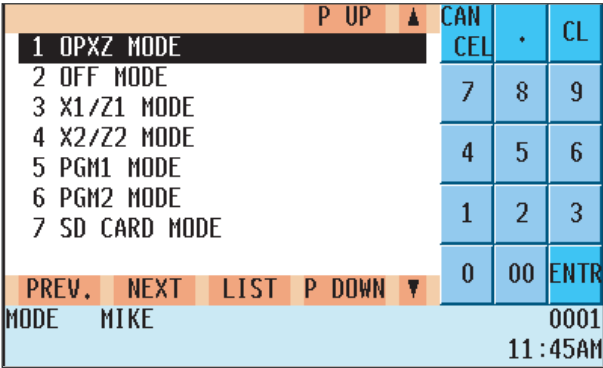 P UP ▲
1 OPXZ MODE
2 OFF MODE
3 X1/Z1 MODE
4 X2/Z2 MODE
5 PGM1 MODE
6 PGM2 MODE
7 SD CARD MODE
PREV. NEXT LIST P DOWN ▼
CAN
CEL . CL
7 8 9
4 5 6
1 2 3
0 00 ENTR
MODE MIKE 0001
11:45AM